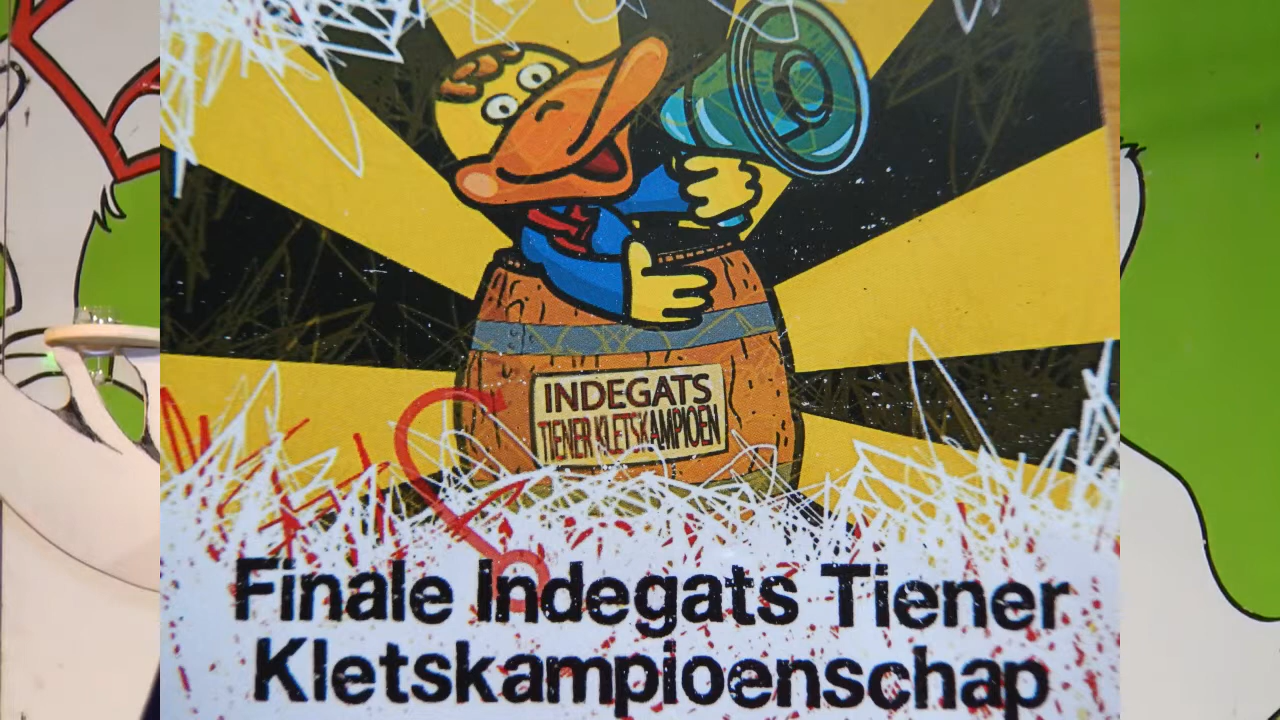 INDEGATS
TIENER KLETSKAMPIOEN
Finale Indegats Tiener
Kletskampioenschap